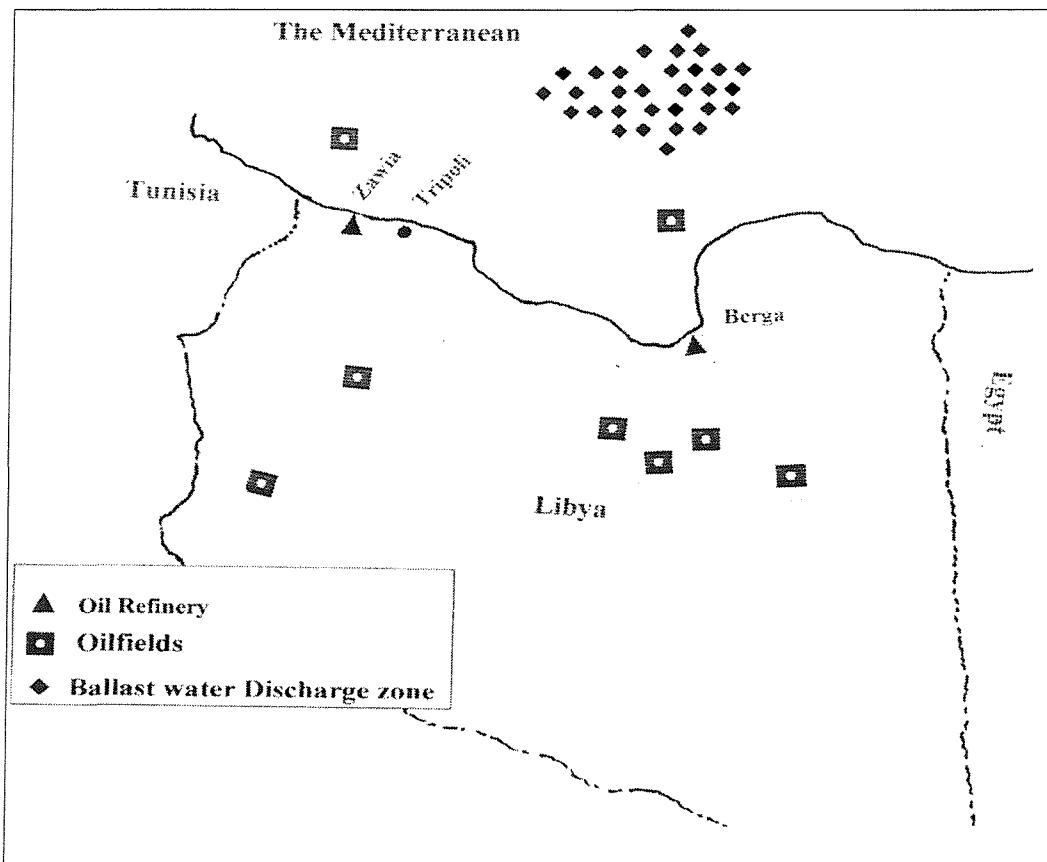 The Mediterranean
Zawia
Tripoli
Tunisia
Berga
Egypt
Libya
Oil Refinery
Oilfields
Ballast water Discharge zone